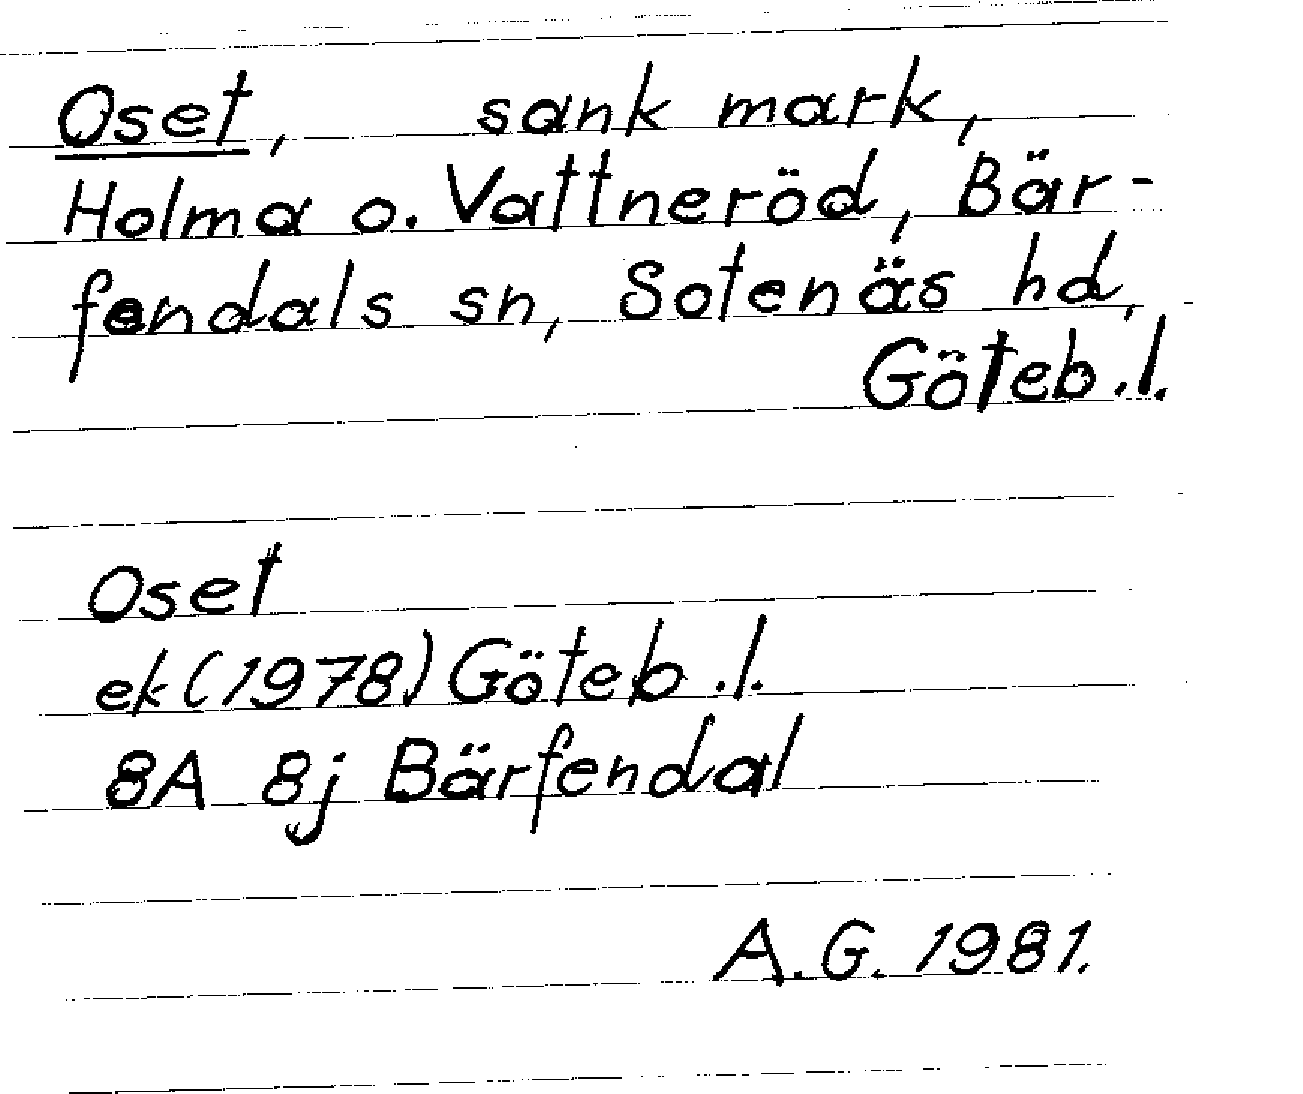 Oset, sank mark,
Holma o. Vattneröd, Bär-
fendals sn, Sotenäs hd,
Göteb.l.
Oset
ek (1978) Göteb.l.
8A 8j Bärfendal
A.G. 1981.